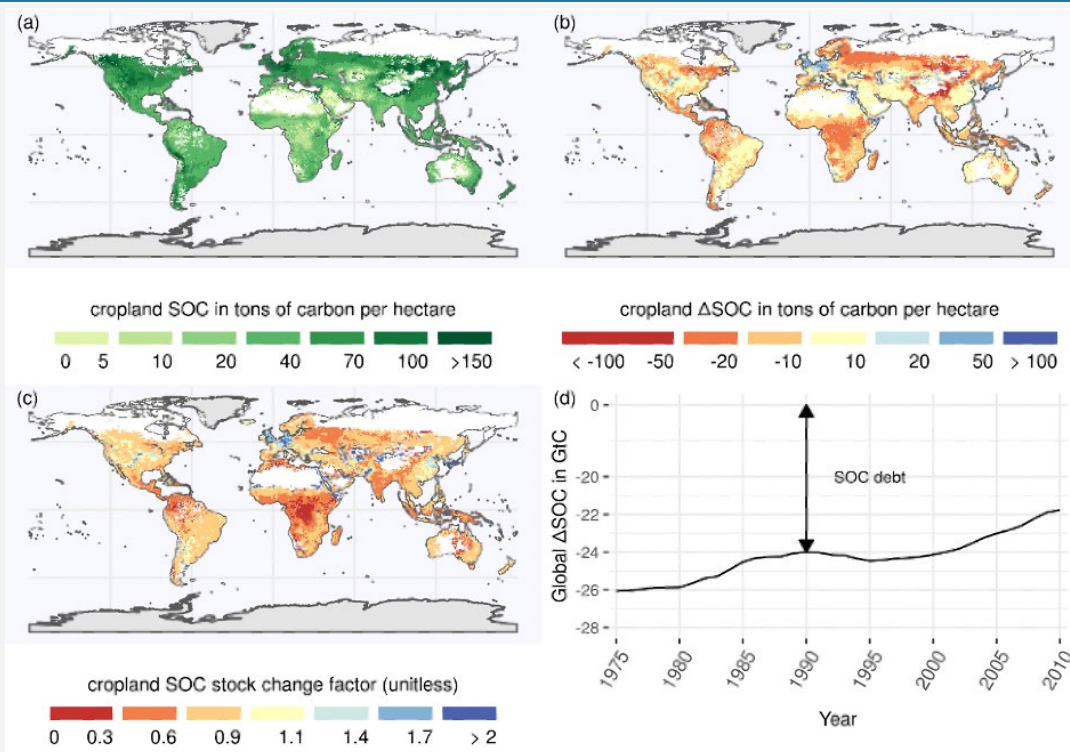 (a)
(b)
cropland SOC in tons of carbon per hectare
0 5 10 20 40 70 100 >150
cropland ΔSOC in tons of carbon per hectare
< -100 -50 -20 -10 10 20 50 > 100
(c)
cropland SOC stock change factor (unitless)
0 0.3 0.6 0.9 1.1 1.4 1.7 > 2
(d)
Global ΔSOC in GtC
0
-20
-22
-24
-26
-28
SOC debt
1975 1980 1985 1990 1995 2000 2005 2010
Year